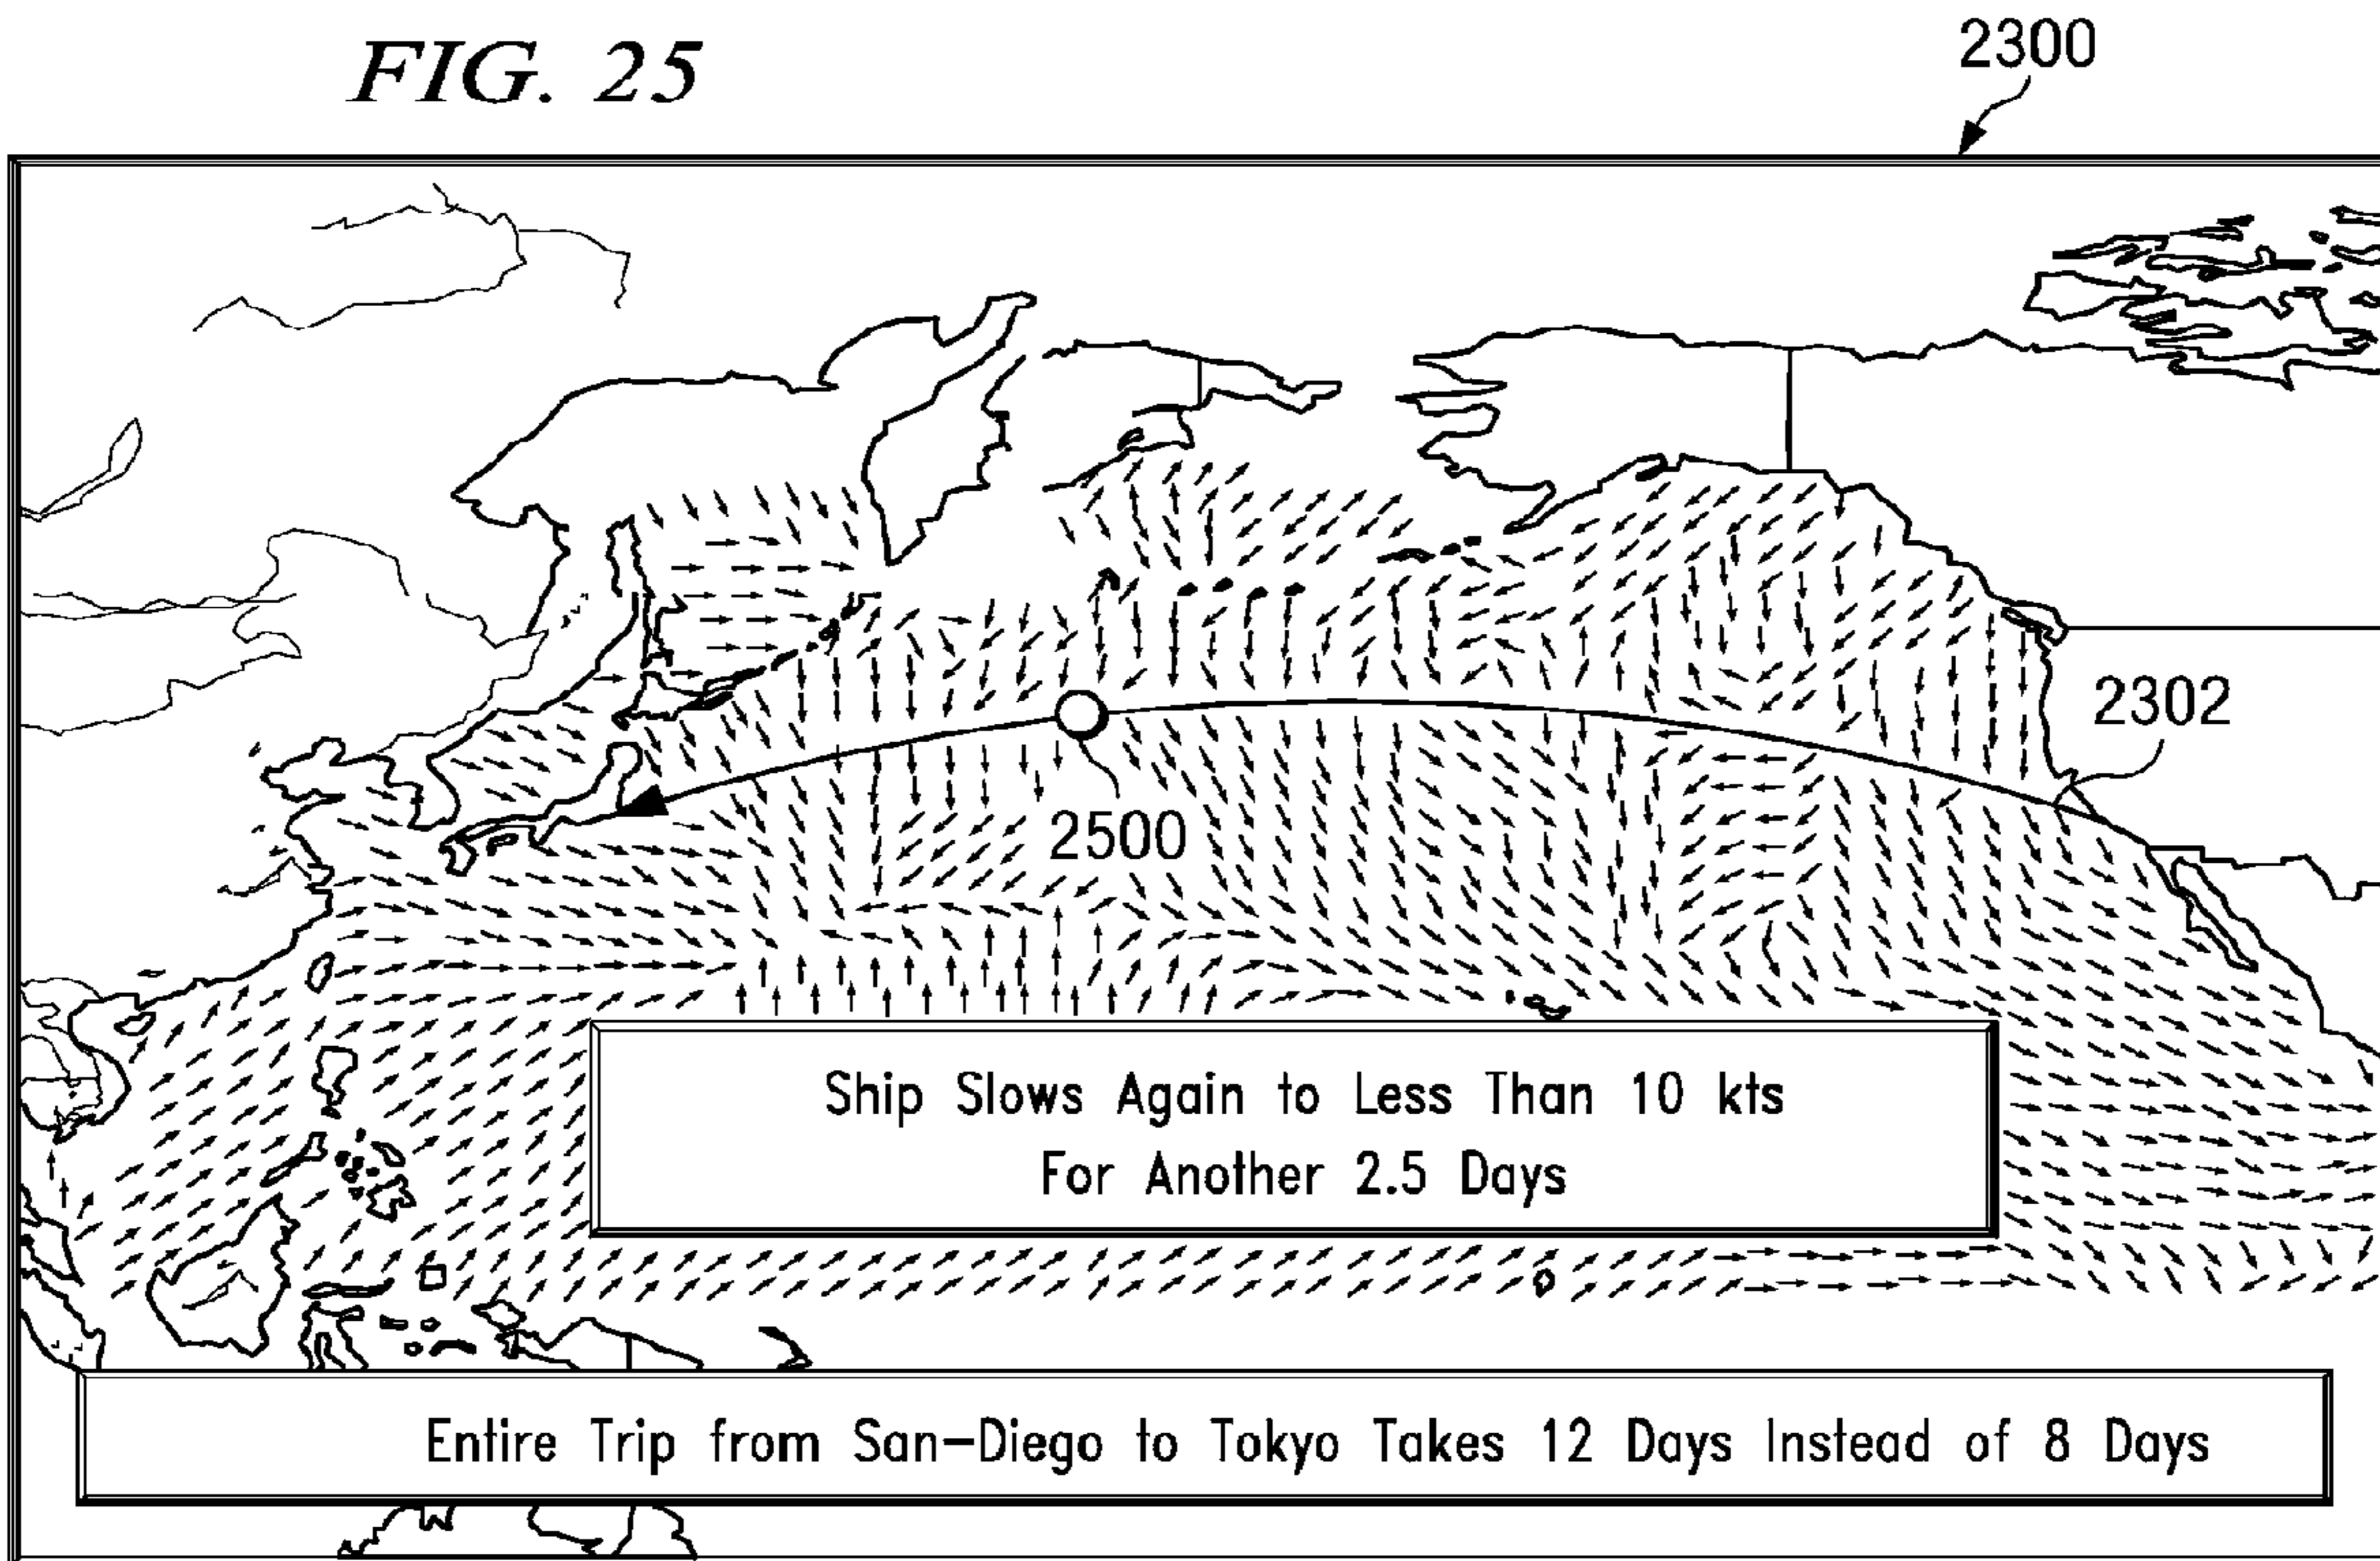 FIG. 25
2300
2302
2500
Ship Slows Again to Less Than 10 kts
For Another 2.5 Days
Entire Trip from San-Diego to Tokyo Takes 12 Days Instead of 8 Days